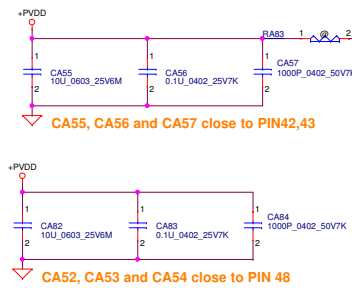 +PVDD
RA83 1 @ 2
1 1 1
CA55 CA56 CA57
10U_0603_25V6M 0.1U_0402_25V7K 1000P_0402_50V7K
2 2 2
CA55, CA56 and CA57 close to PIN42,43
+PVDD
1 1 1
CA82 CA83 CA84
10U_0603_25V6M 0.1U_0402_25V7K 1000P_0402_50V7K
2 2 2
CA52, CA53 and CA54 close to PIN 48